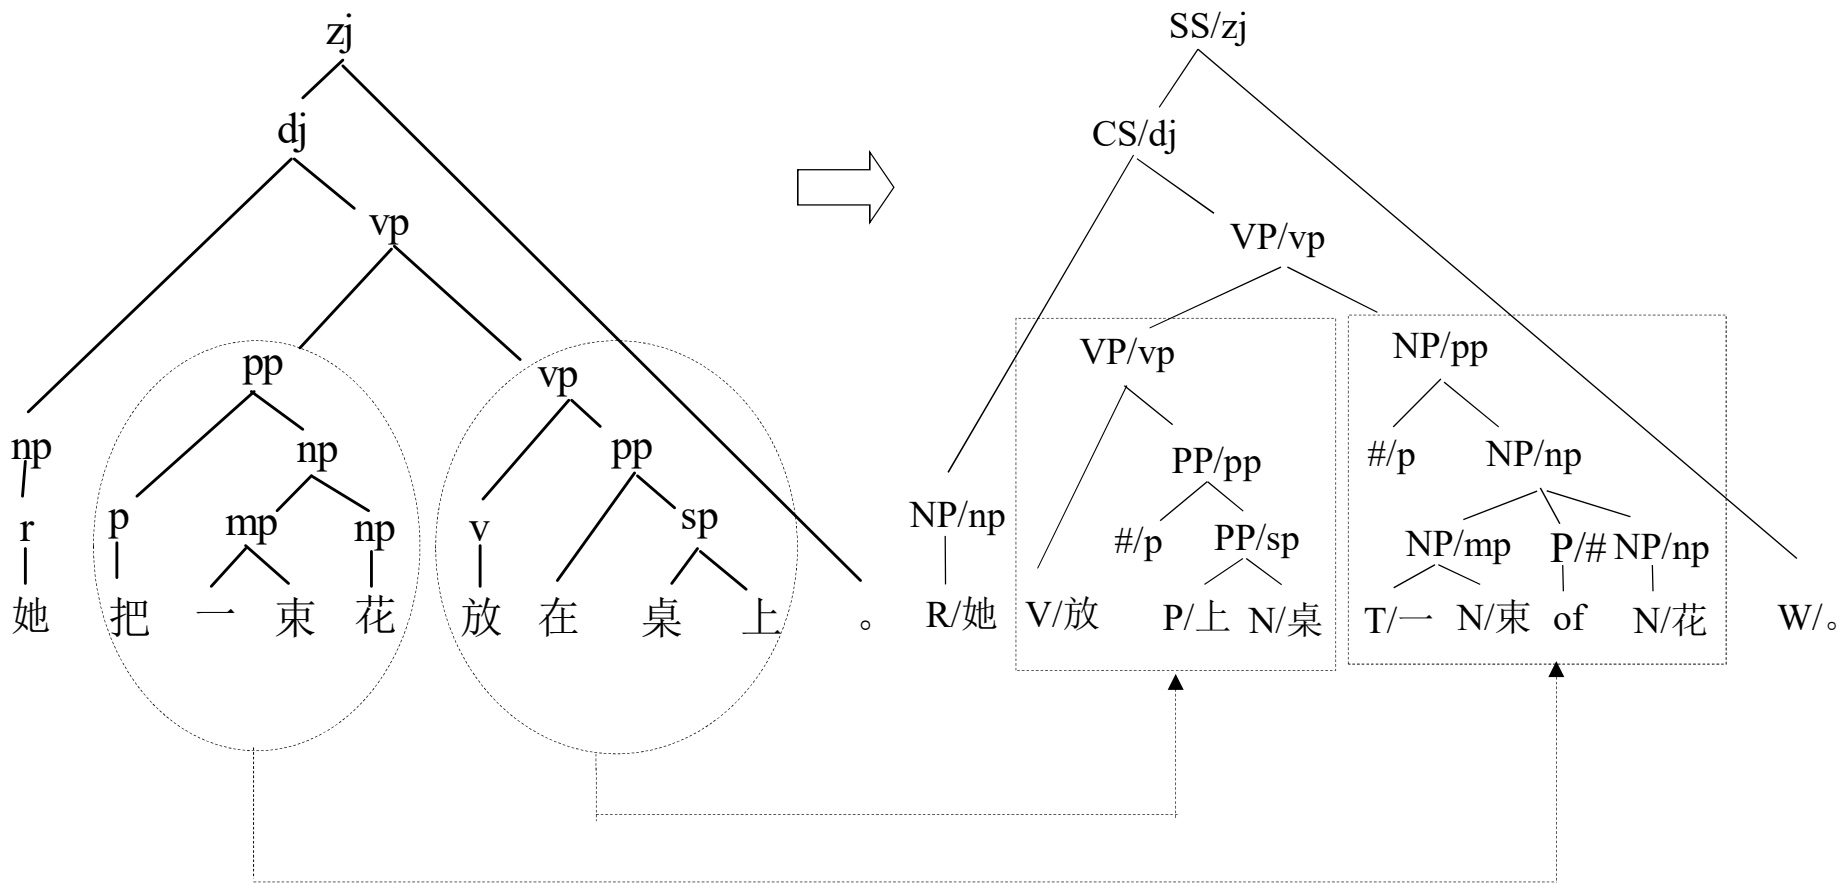 zj
SS/zj
dj
CS/dj
vp
VP/vp
pp
vp
VP/vp
NP/pp
np
np
pp
PP/pp
#/p
NP/np
r
p
mp
np
v
sp
NP/np
#/p
PP/sp
NP/mp
P/#
NP/np
她 把 一 束 花 放 在 桌 上 。
R/她 V/放 P/上 N/桌 T/一 N/束 of N/花 W/。